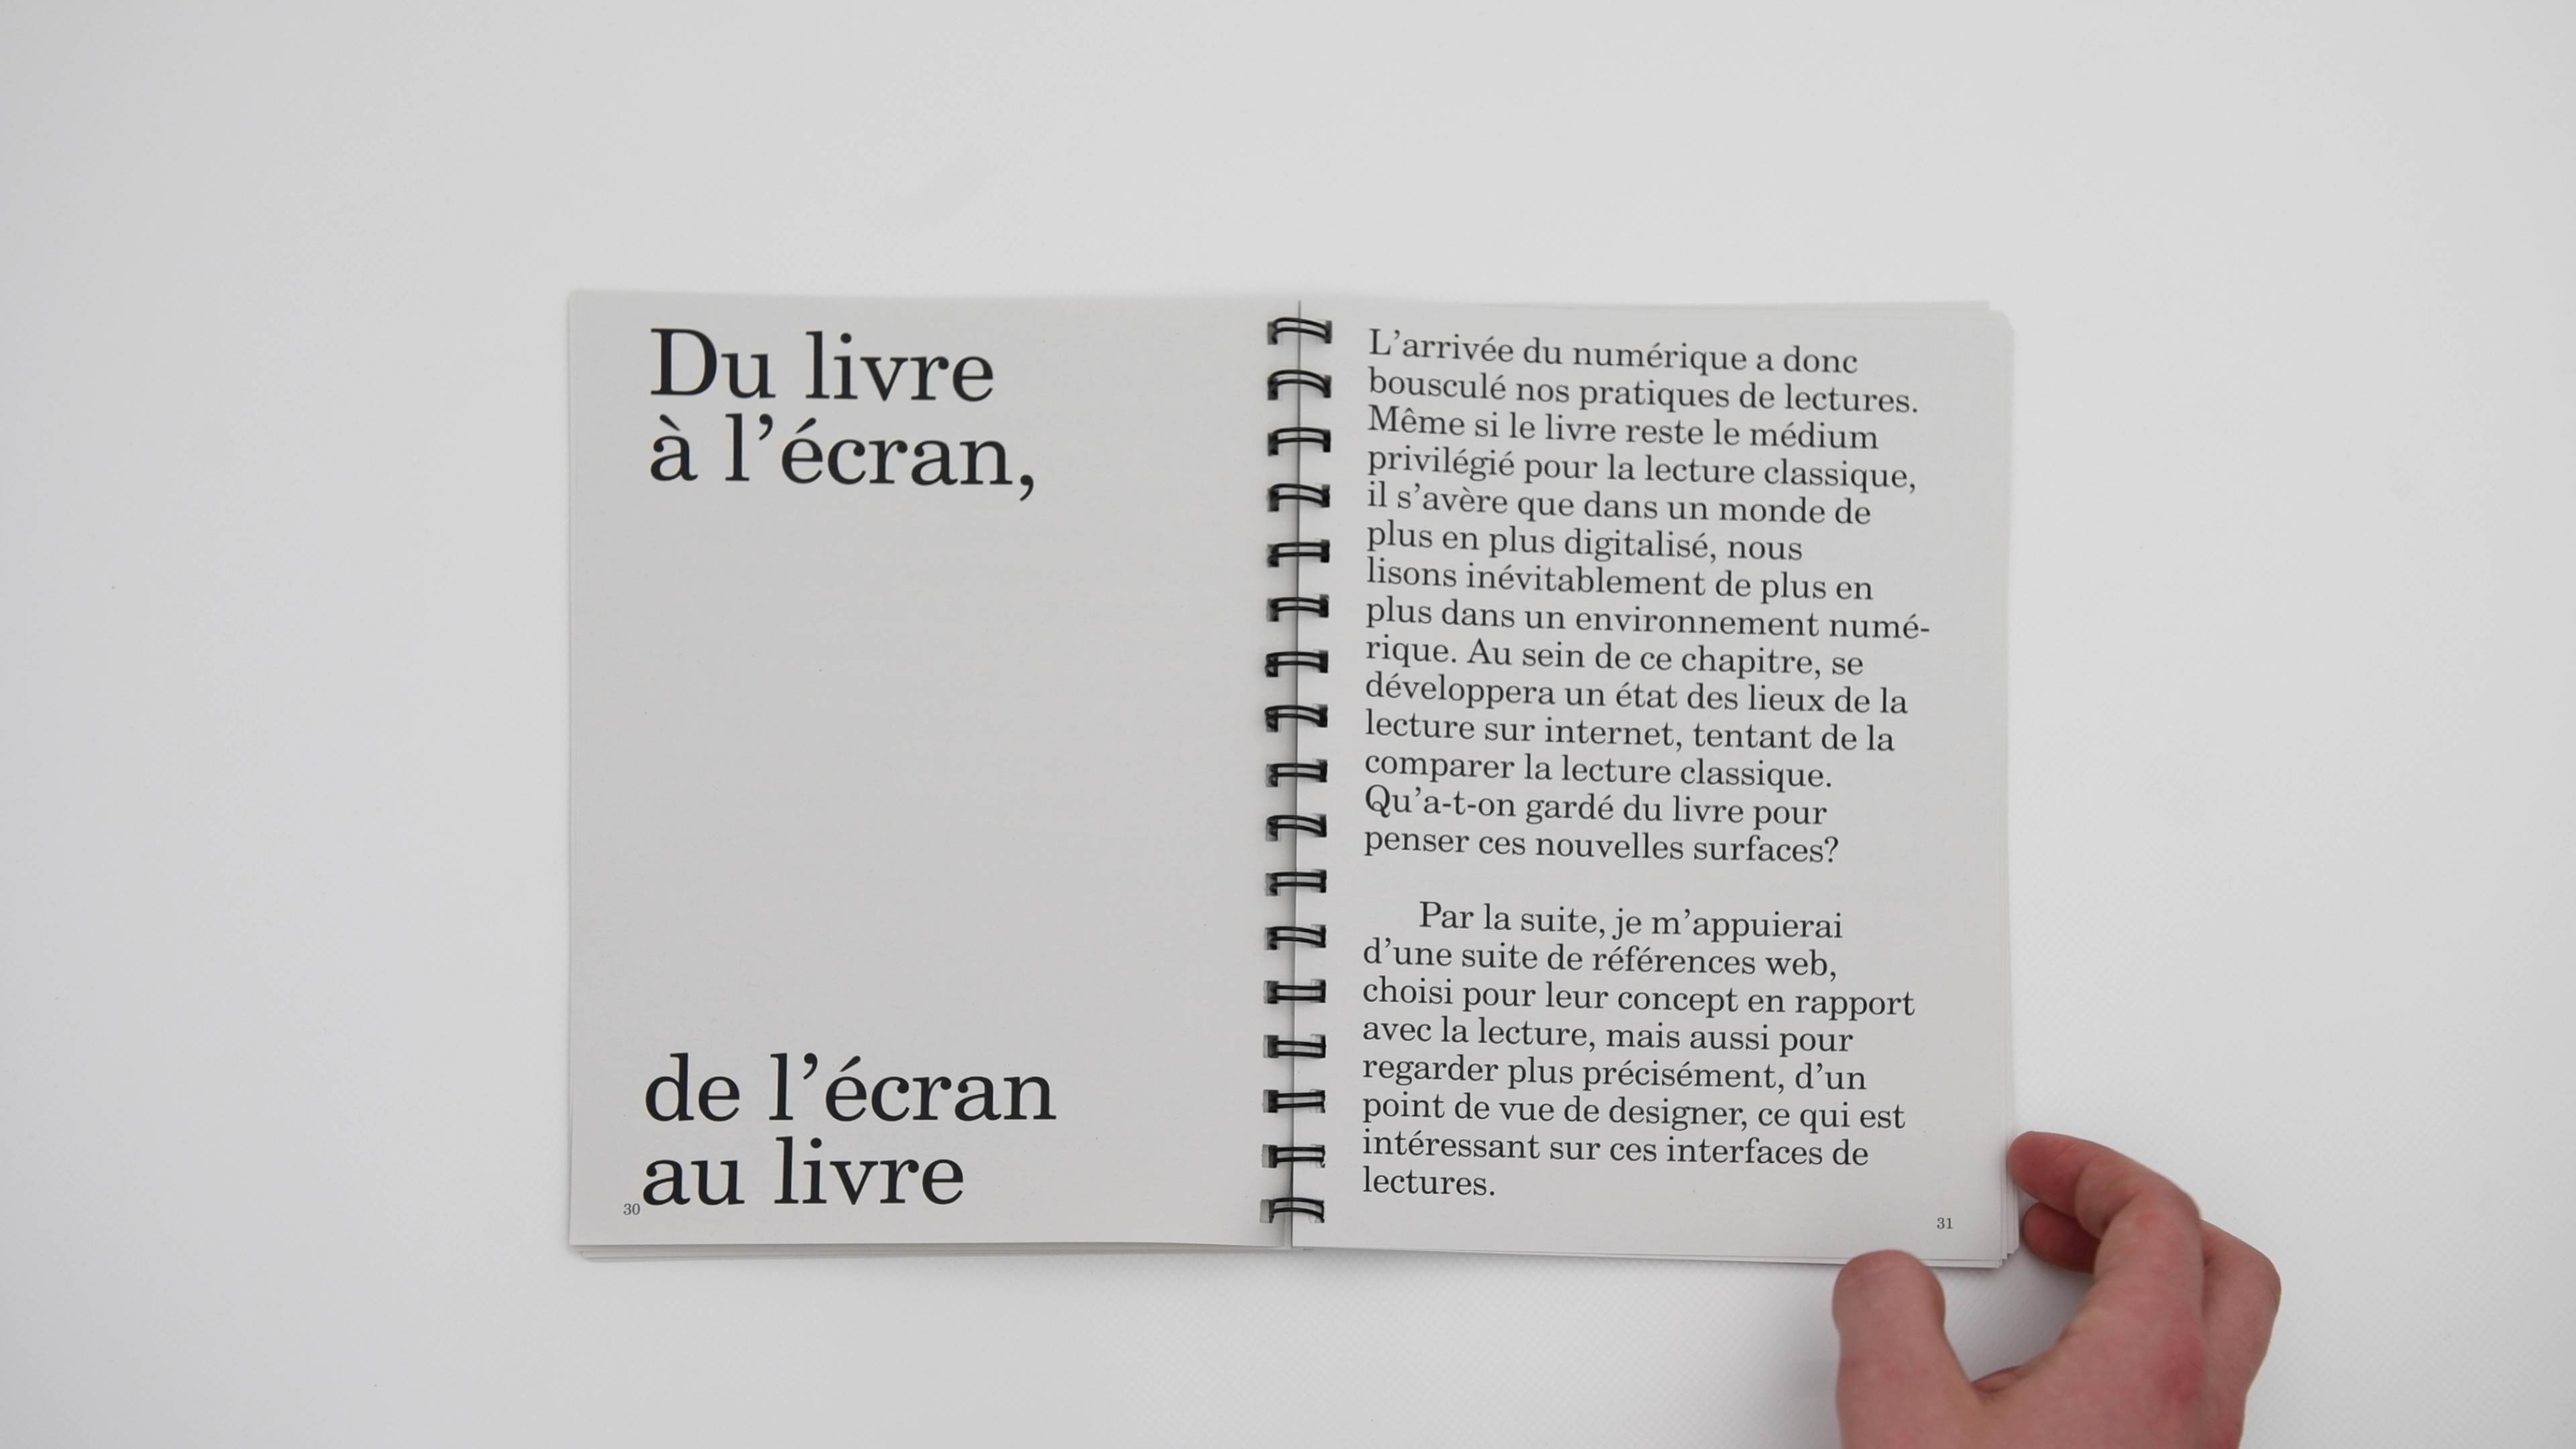 Du livre
à l’écran,
de l’écran
au livre
30
L’arrivée du numérique a donc
bousculé nos pratiques de lectures.
Même si le livre reste le médium
privilégié pour la lecture classique,
il s’avère que dans un monde de
plus en plus digitalisé, nous
lisons inévitablement de plus en
plus dans un environnement numé-
rique. Au sein de ce chapitre, se
développera un état des lieux de la
lecture sur internet, tentant de la
comparer la lecture classique.
Qu’a-t-on gardé du livre pour
penser ces nouvelles surfaces?
Par la suite, je m’appuierai
d’une suite de références web,
choisi pour leur concept en rapport
avec la lecture, mais aussi pour
regarder plus précisément, d’un
point de vue de designer, ce qui est
intéressant sur ces interfaces de
lectures.
31